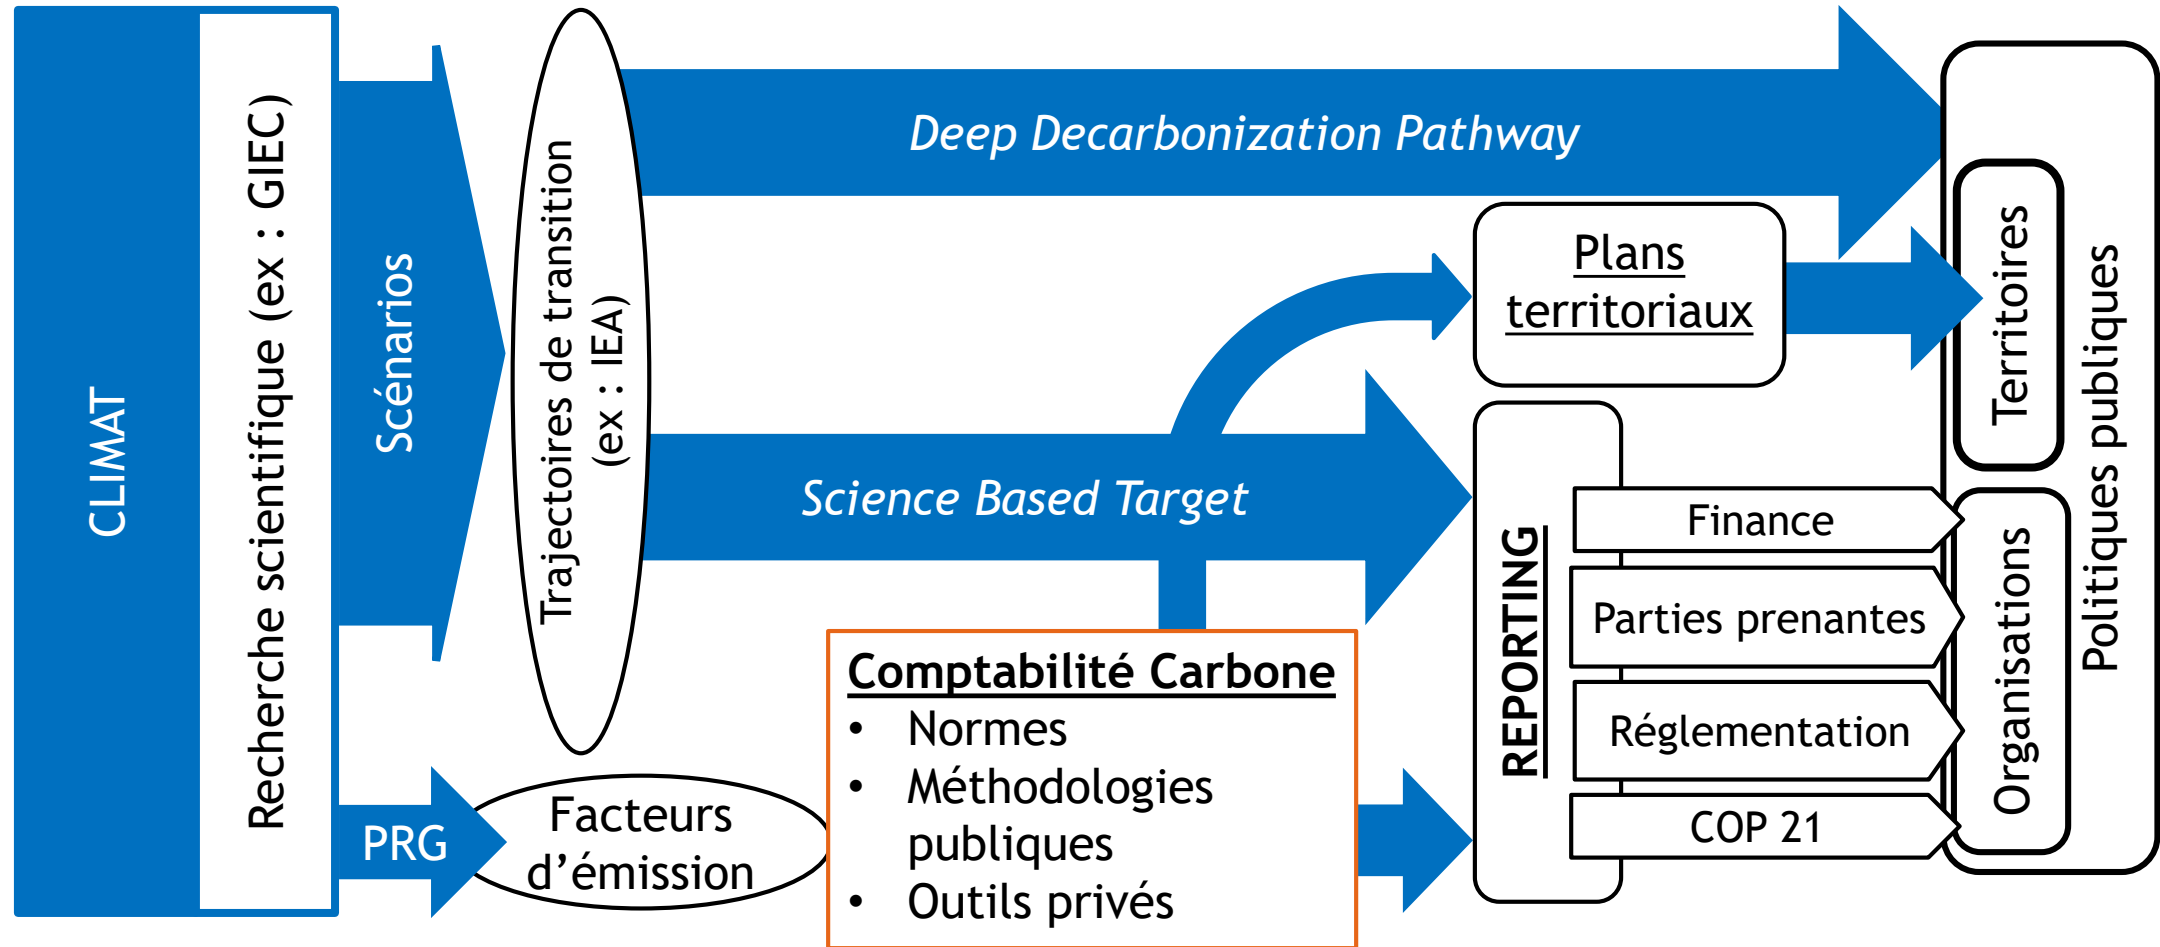 CLIMAT
Recherche scientifique (ex : GIEC)
Scénarios
PRG
Trajectoires de transition
(ex : IEA)
Facteurs
d’émission
Deep Decarbonization Pathway
Science Based Target
Comptabilité Carbone
• Normes
• Méthodologies
publiques
• Outils privés
Plans
territoriaux
REPORTING
Finance
Parties prenantes
Réglementation
COP 21
Territoires
Organisations
Politiques publiques